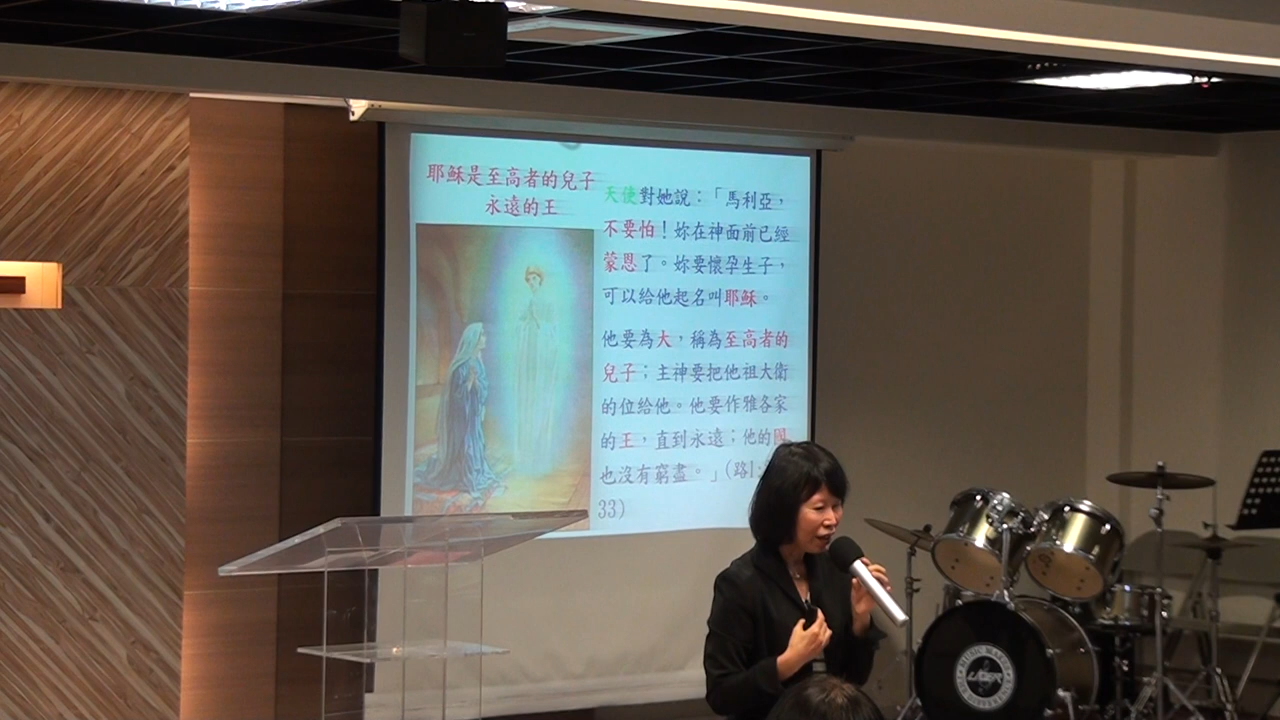 耶穌是至高者的兒子
永遠的王
天使對她說：「馬利亞，
不要怕！妳在神面前已經
蒙恩了。妳要懷孕生子，
可以給他起名叫耶穌。
他要為大，稱為至高者的
兒子；主神要把他祖大衛
的位給他。他要作雅各家
的王，直到永遠；他的國
也沒有窮盡。」（路1:
33）
MUSIC MAKER